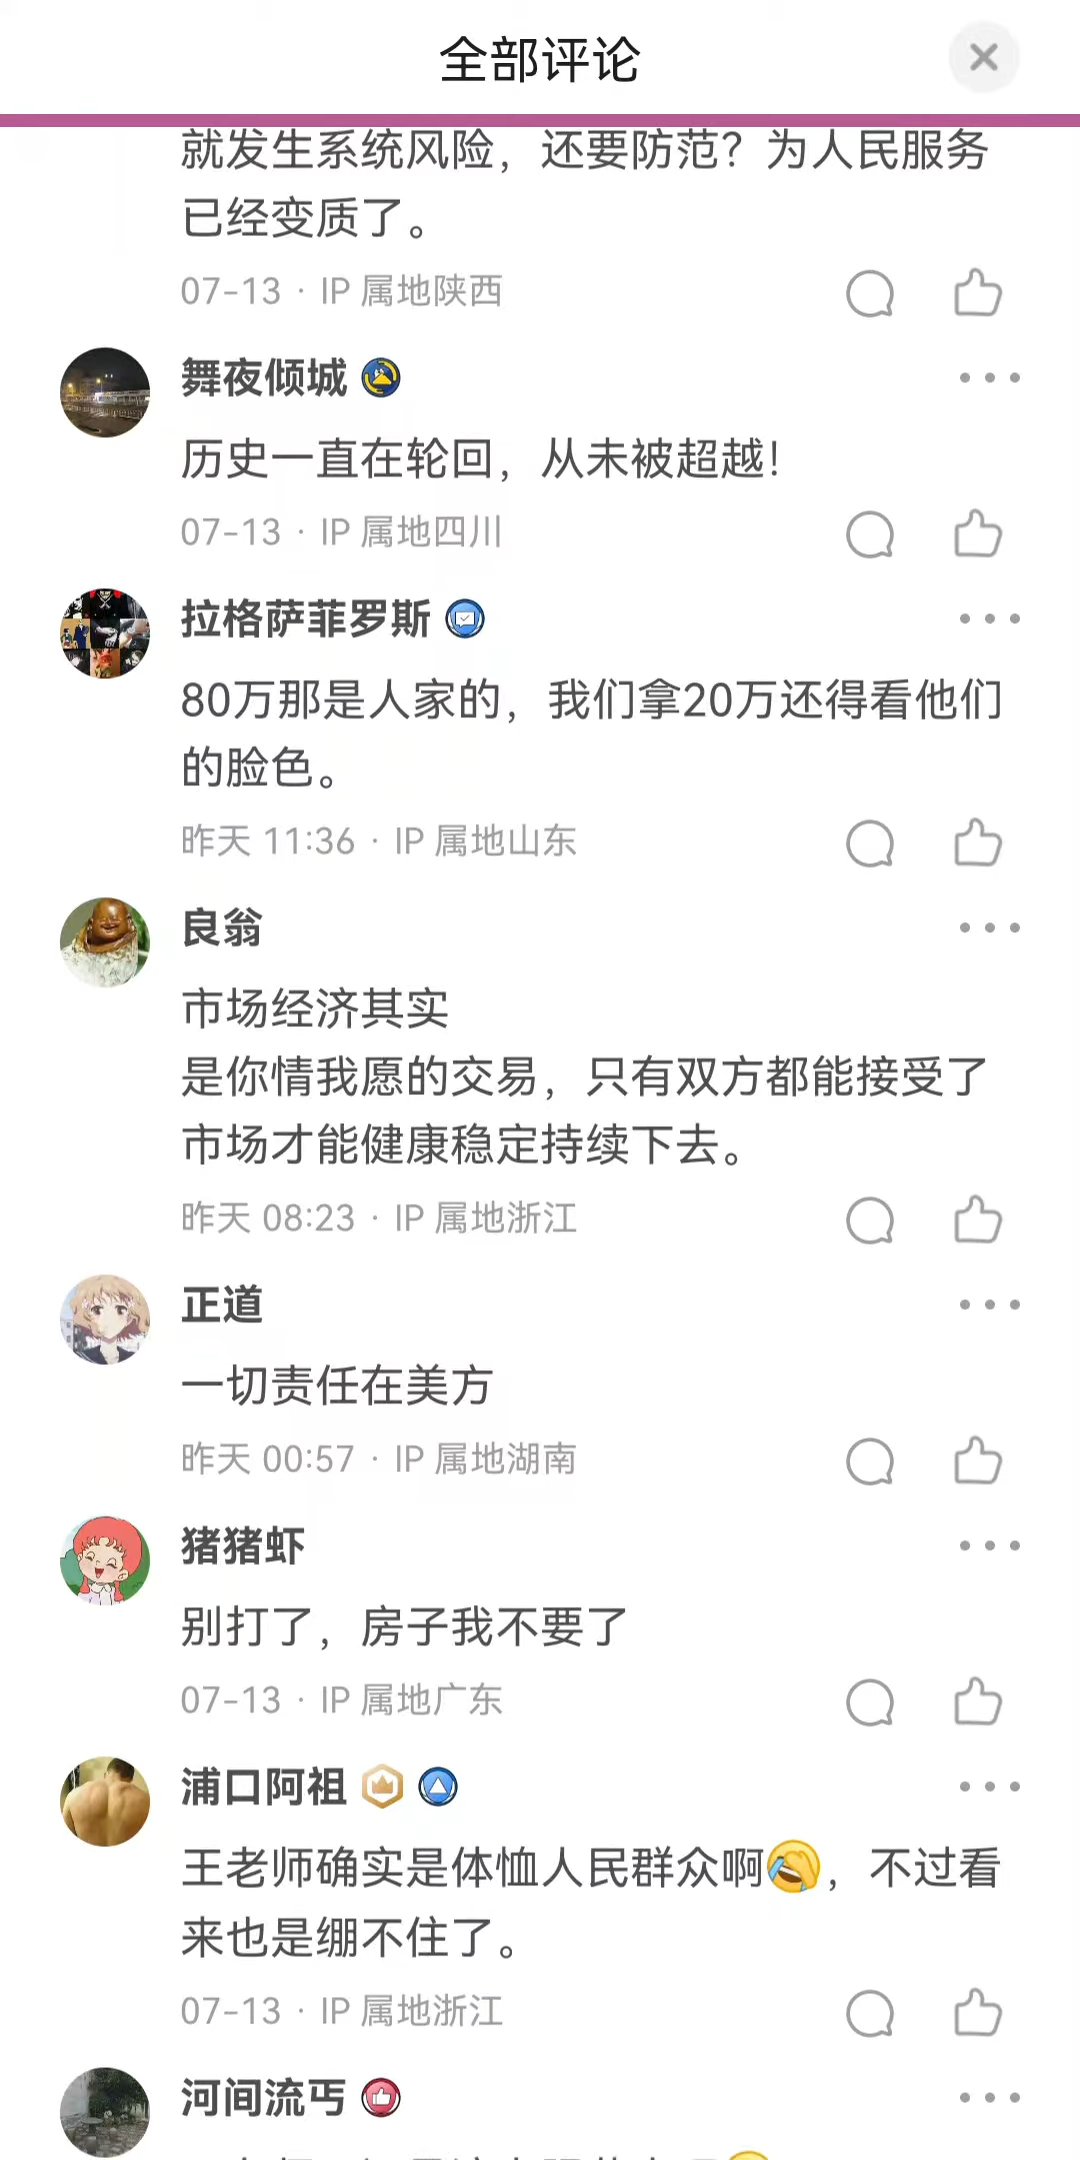 全部评论
就发生系统风险，还要防范？为人民服务
已经变质了。
07-13 · IP 属地陕西
舞夜倾城
历史一直在轮回，从未被超越！
07-13 · IP 属地四川
拉格萨菲罗斯
80万那是人家的，我们拿20万还得看他们
的脸色。
昨天 11:36 · IP 属地山东
良翁
市场经济其实
是你情我愿的交易，只有双方都能接受了
市场才能健康稳定持续下去。
昨天 08:23 · IP 属地浙江
正道
一切责任在美方
昨天 00:57 · IP 属地湖南
猪猪虾
别打了，房子我不要了
07-13 · IP 属地广东
浦口阿祖
王老师确实是体恤人民群众啊🤣，不过看
来也是绷不住了。
07-13 · IP 属地浙江
河间流丐